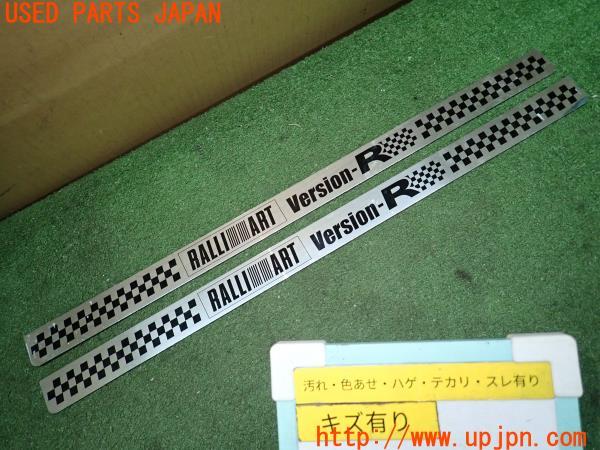 USED PARTS JAPAN
RALLI ART Version-R
RALLI ART Version-R
汚れ・色あせ・ハゲ・テカリ・スレ有り
キズ有り
http://www.upjpn.com